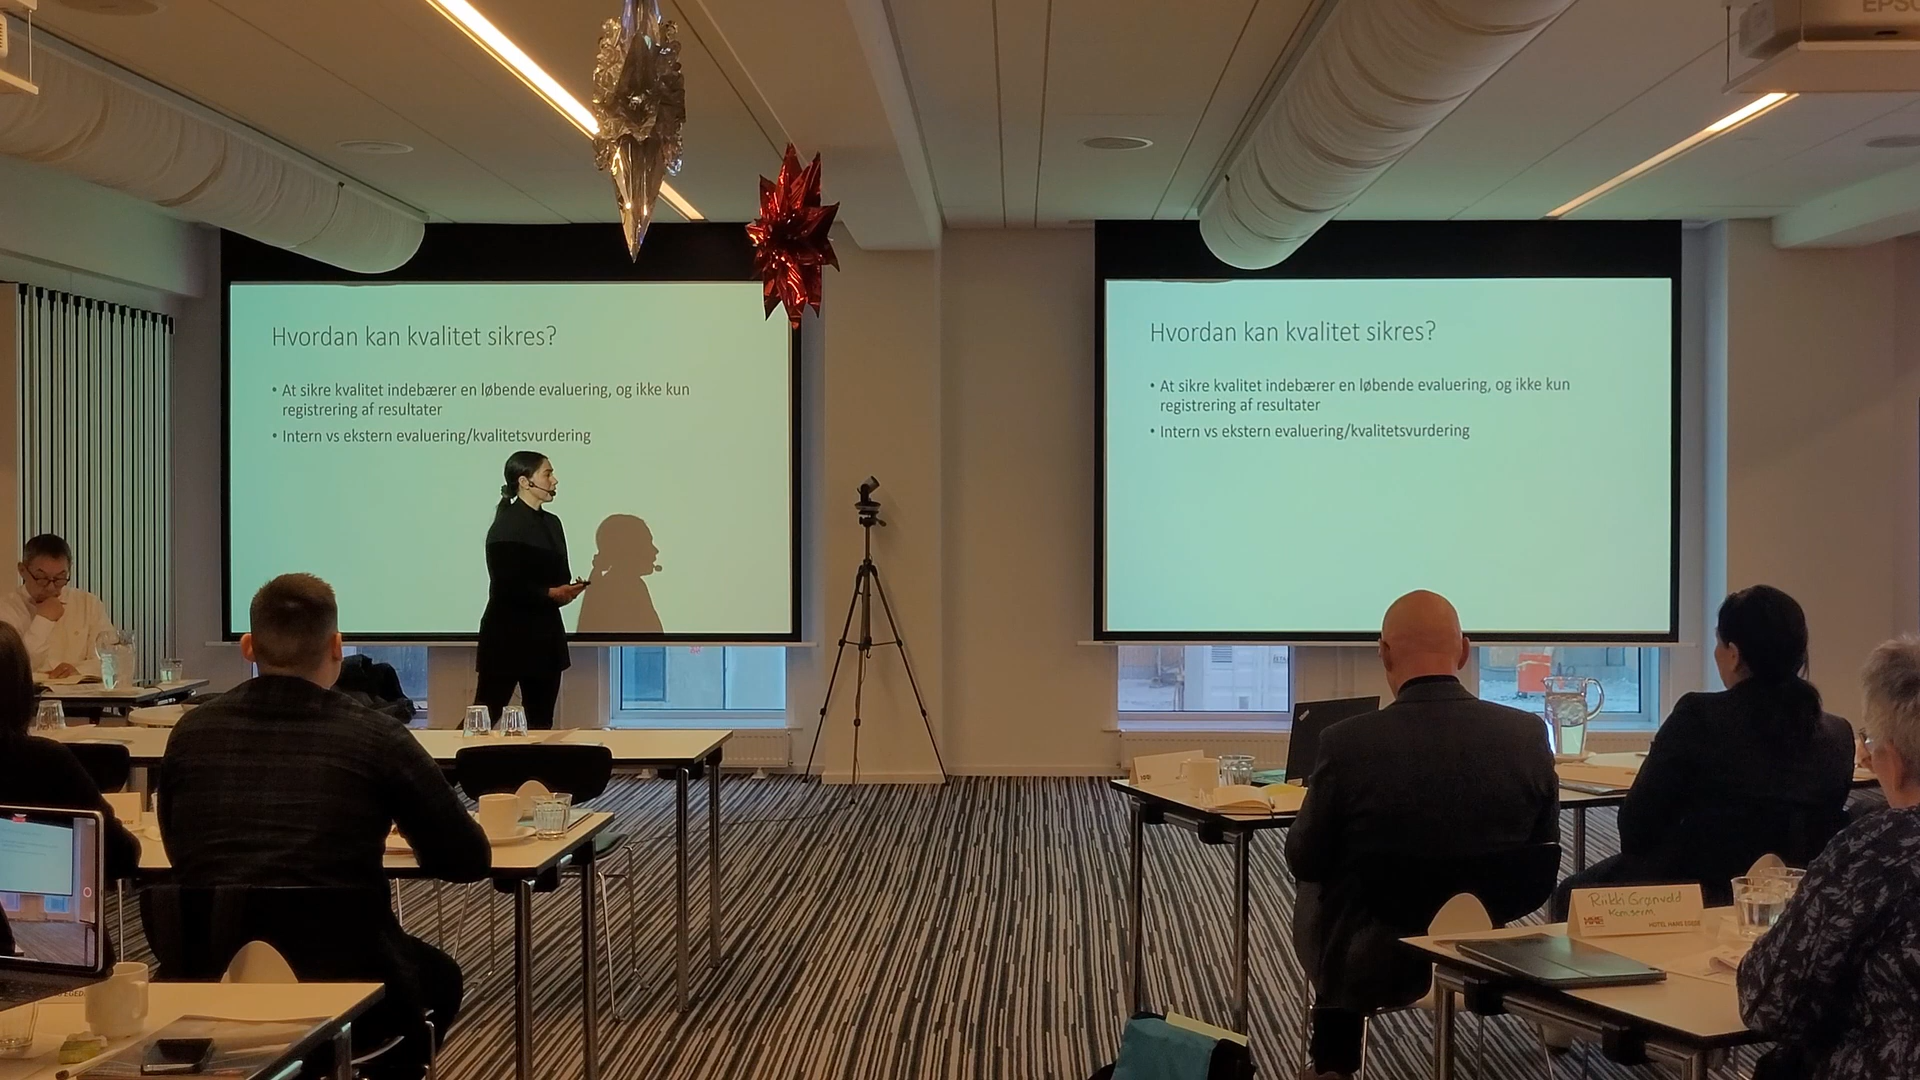 EPSO
Hvordan kan kvalitet sikres?
• At sikre kvalitet indebærer en løbende evaluering, og ikke kun
registrering af resultater
• Intern vs ekstern evaluering/kvalitetsvurdering
Hvordan kan kvalitet sikres?
• At sikre kvalitet indebærer en løbende evaluering, og ikke kun
registrering af resultater
• Intern vs ekstern evaluering/kvalitetsvurdering
Rikki Grønvold
HOTEL HANS EGEDE